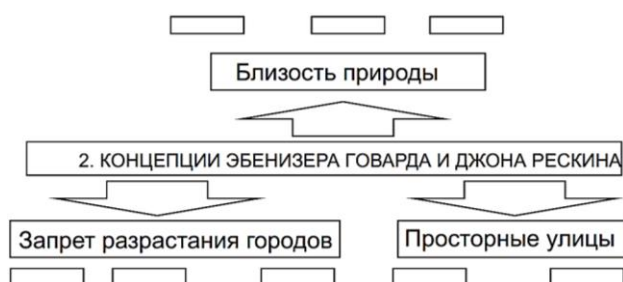 Близость природы
2. КОНЦЕПЦИИ ЭБЕНИЗЕРА ГОВАРДА И ДЖОНА РЕСКИНА
Запрет разрастания городов
Просторные улицы